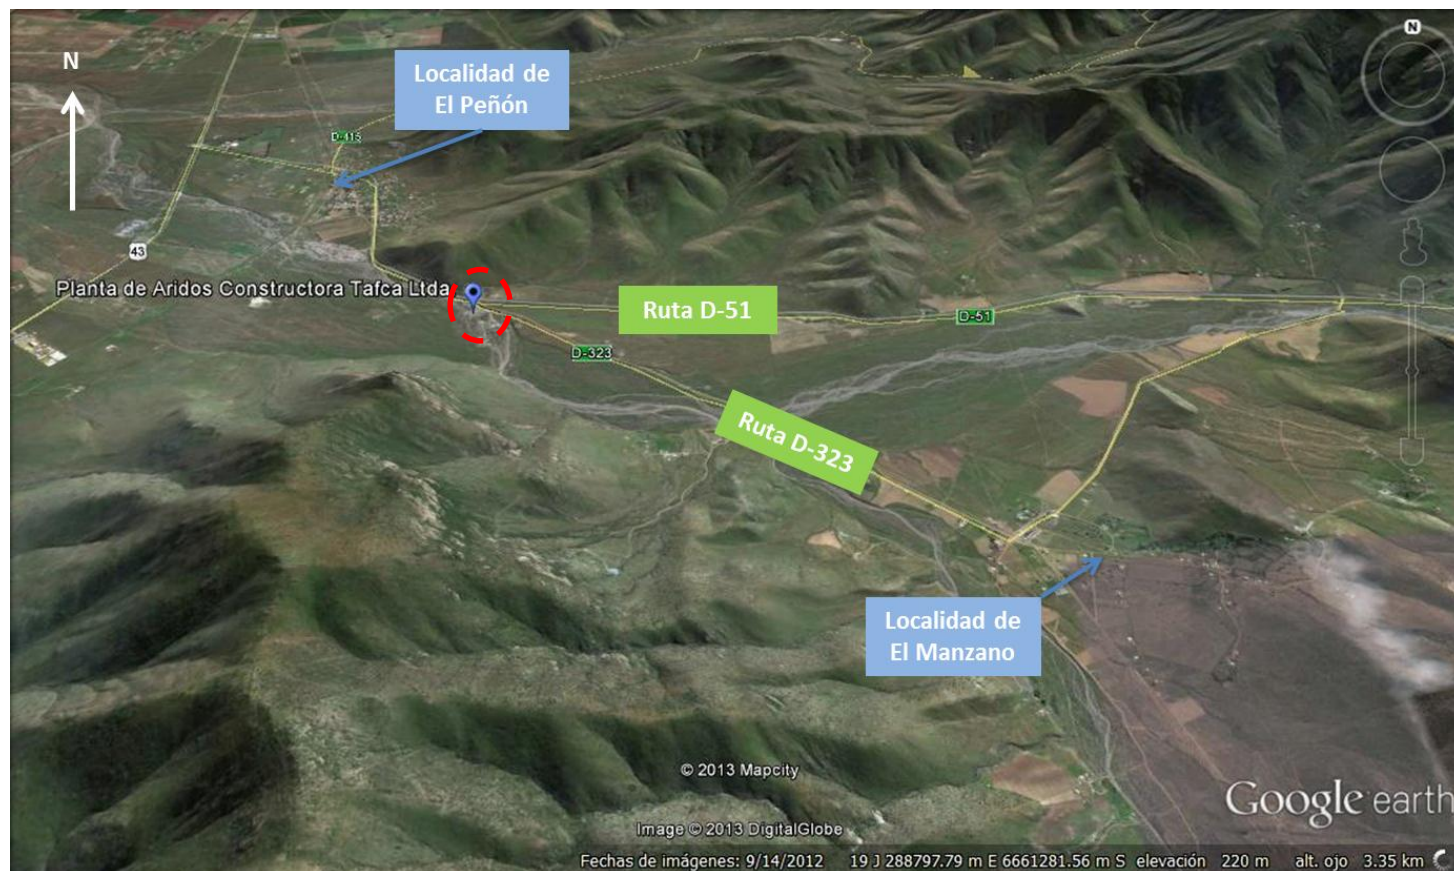 N
N
Localidad de
El Peñón
D-415
43
Planta de Aridos Constructora Tafca Ltda
Ruta D-51
D-51
D-323
Ruta D-323
Localidad de
El Manzano
© 2013 Mapcity
Google earth
Image © 2013 DigitalGlobe
Fechas de imágenes: 9/14/2012 19 J 288797.79 m E 6661281.56 m S elevación 220 m alt. ojo 3.35 km